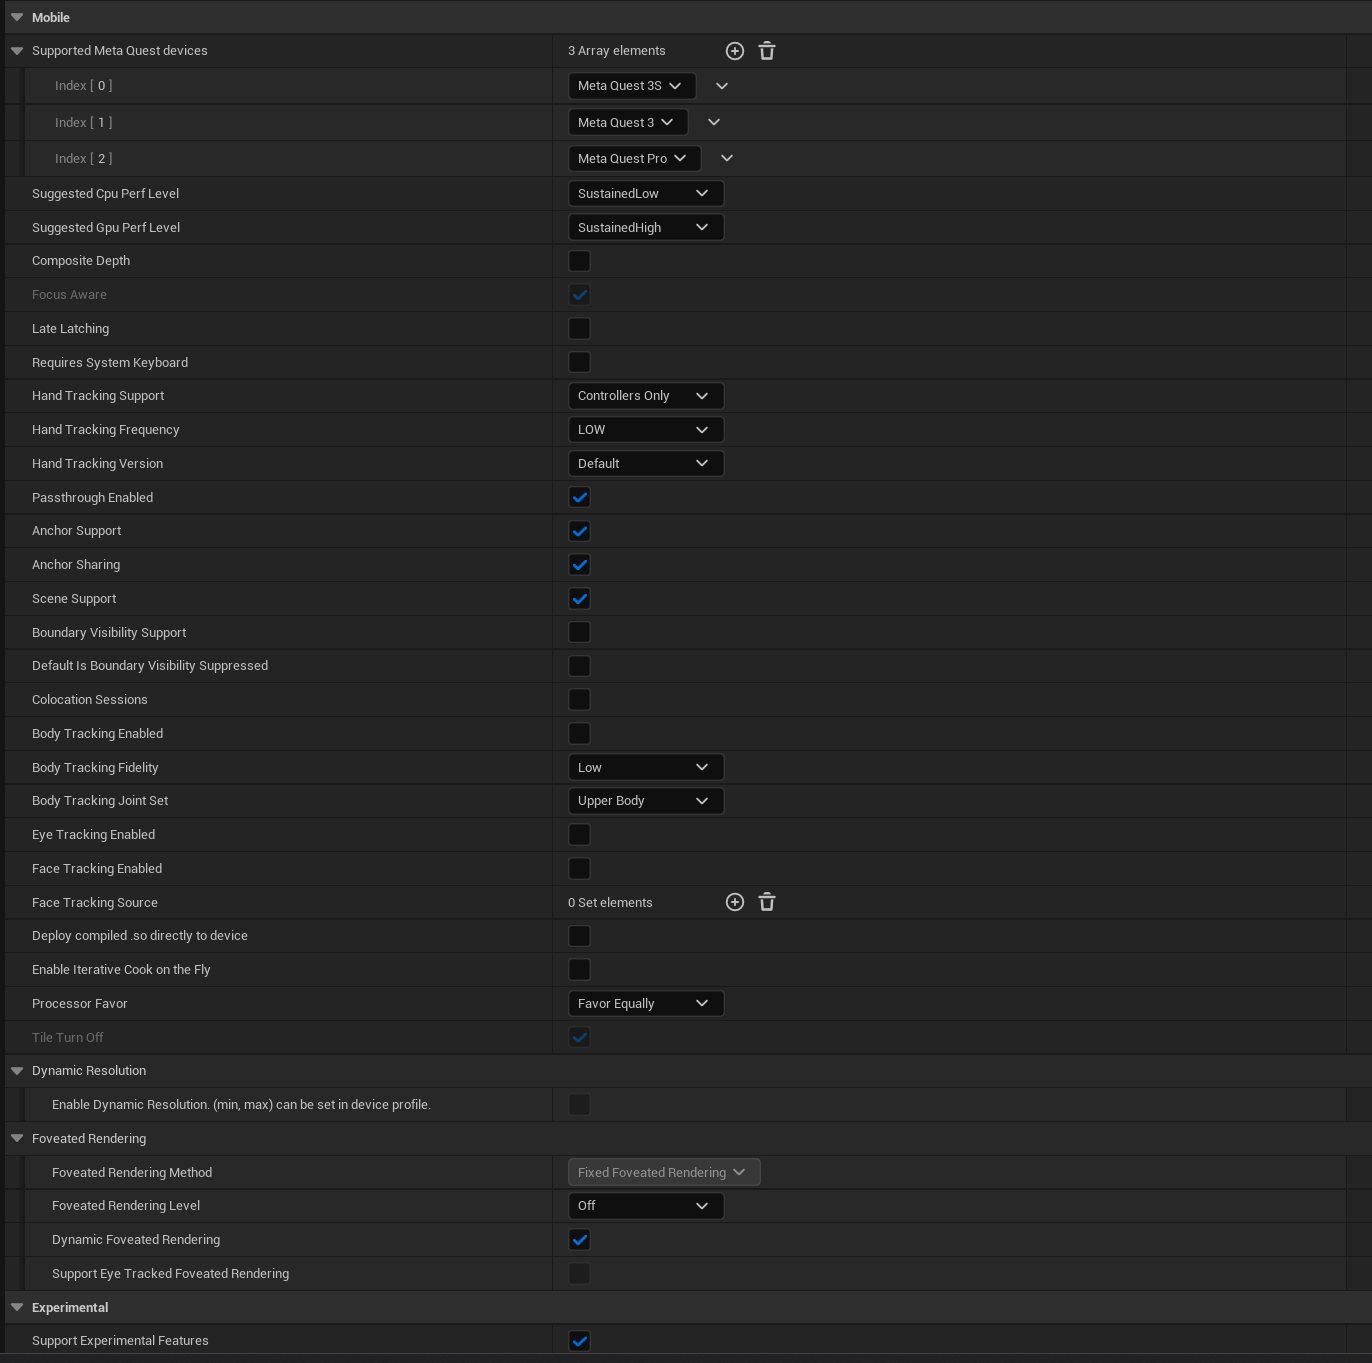 Mobile
Supported Meta Quest devices 3 Array elements
Index [ 0 ] Meta Quest 3S
Index [ 1 ] Meta Quest 3
Index [ 2 ] Meta Quest Pro
Suggested Cpu Perf Level SustainedLow
Suggested Gpu Perf Level SustainedHigh
Composite Depth
Focus Aware
Late Latching
Requires System Keyboard
Hand Tracking Support Controllers Only
Hand Tracking Frequency LOW
Hand Tracking Version Default
Passthrough Enabled
Anchor Support
Anchor Sharing
Scene Support
Boundary Visibility Support
Default Is Boundary Visibility Suppressed
Colocation Sessions
Body Tracking Enabled
Body Tracking Fidelity Low
Body Tracking Joint Set Upper Body
Eye Tracking Enabled
Face Tracking Enabled
Face Tracking Source 0 Set elements
Deploy compiled .so directly to device
Enable Iterative Cook on the Fly
Processor Favor Favor Equally
Tile Turn Off
Dynamic Resolution
Enable Dynamic Resolution. (min, max) can be set in device profile.
Foveated Rendering
Foveated Rendering Method Fixed Foveated Rendering
Foveated Rendering Level Off
Dynamic Foveated Rendering
Support Eye Tracked Foveated Rendering
Experimental
Support Experimental Features